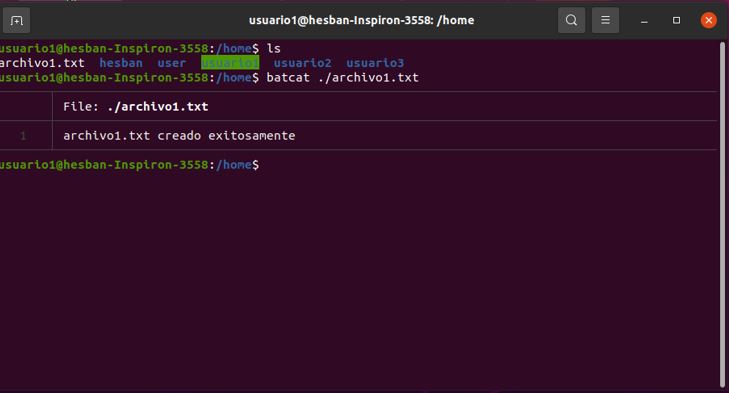 usuario1@hesban-Inspiron-3558: /home
usuario1@hesban-Inspiron-3558:/home$ ls
archivo1.txt hesban user usuario1 usuario2 usuario3
usuario1@hesban-Inspiron-3558:/home$ batcat ./archivo1.txt
File: ./archivo1.txt
1 archivo1.txt creado exitosamente
usuario1@hesban-Inspiron-3558:/home$